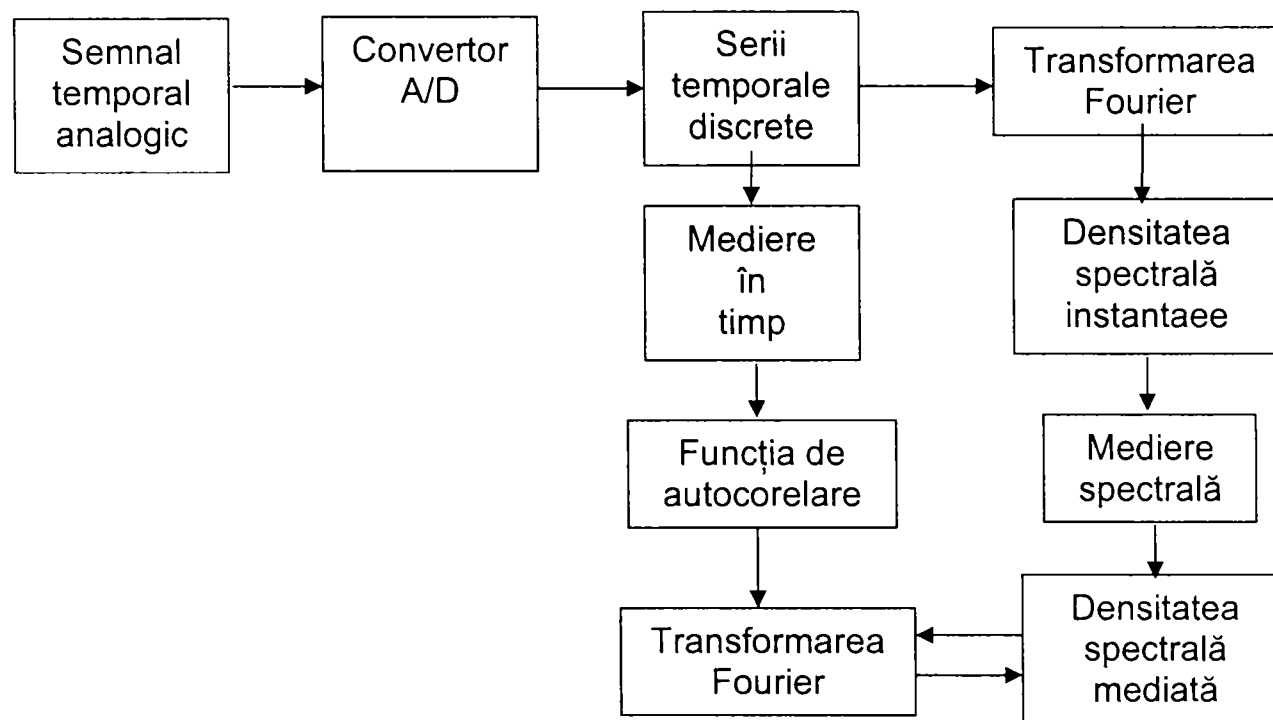 Semnal
temporal
analogic
Convertor
A/D
Serii
temporale
discrete
Transformarea
Fourier
Mediere
în
timp
Densitatea
spectrală
instantaee
Funcția de
autocorelare
Mediere
spectrală
Transformarea
Fourier
Densitatea
spectrală
mediată